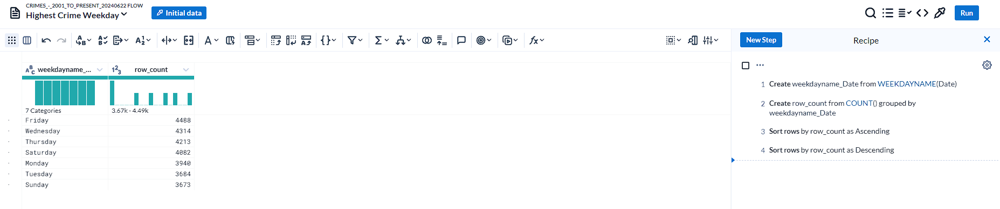 CRIMES_-_2001_TO_PRESENT_20240622 FLOW
Highest Crime Weekday
Initial data
Run
New Step
Recipe
weekdayname_...
row_count
7 Categories
3.67k - 4.49k
Friday 4488
Wednesday 4314
Thursday 4213
Saturday 4082
Monday 3940
Tuesday 3684
Sunday 3673
...
1 Create weekdayname_Date from WEEKDAYNAME(Date)
2 Create row_count from COUNT() grouped by
weekdayname_Date
3 Sort rows by row_count as Ascending
4 Sort rows by row_count as Descending